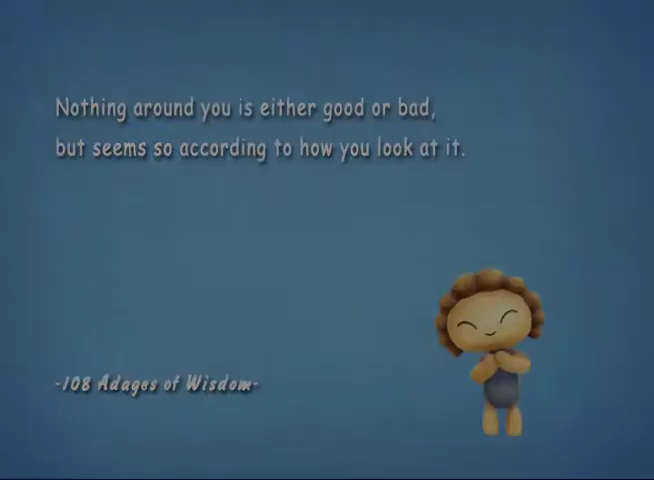 Nothing around you is either good or bad,
but seems so according to how you look at it.
-108 Adages of Wisdom-